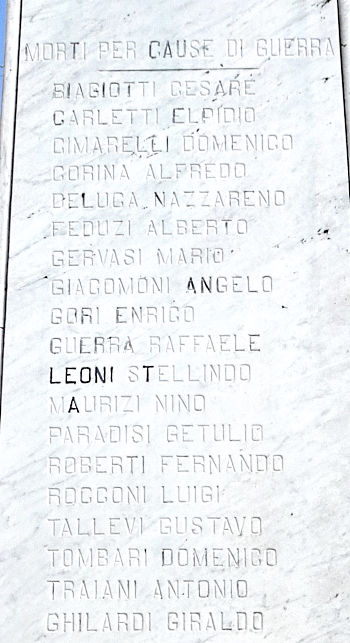 MORTI PER CAUSE DI GUERRA
BIAGIOTTI CESARE
CARLETTI ELPIDIO
CIMARELLI DOMENICO
CORINA ALFREDO
DELUCA NAZZARENO
FEDUZI ALBERTO
GERVASI MARIO
GIACOMONI ANGELO
GORI ENRICO
GUERRA RAFFAELE
LEONI STELLINDO
MAURIZI NINO
PARADISI GETULIO
ROBERTI FERNANDO
ROCCONI LUIGI
TALLEVI GUSTAVO
TOMBARI DOMENICO
TRAIANI ANTONIO
GHILARDI GIRALDO